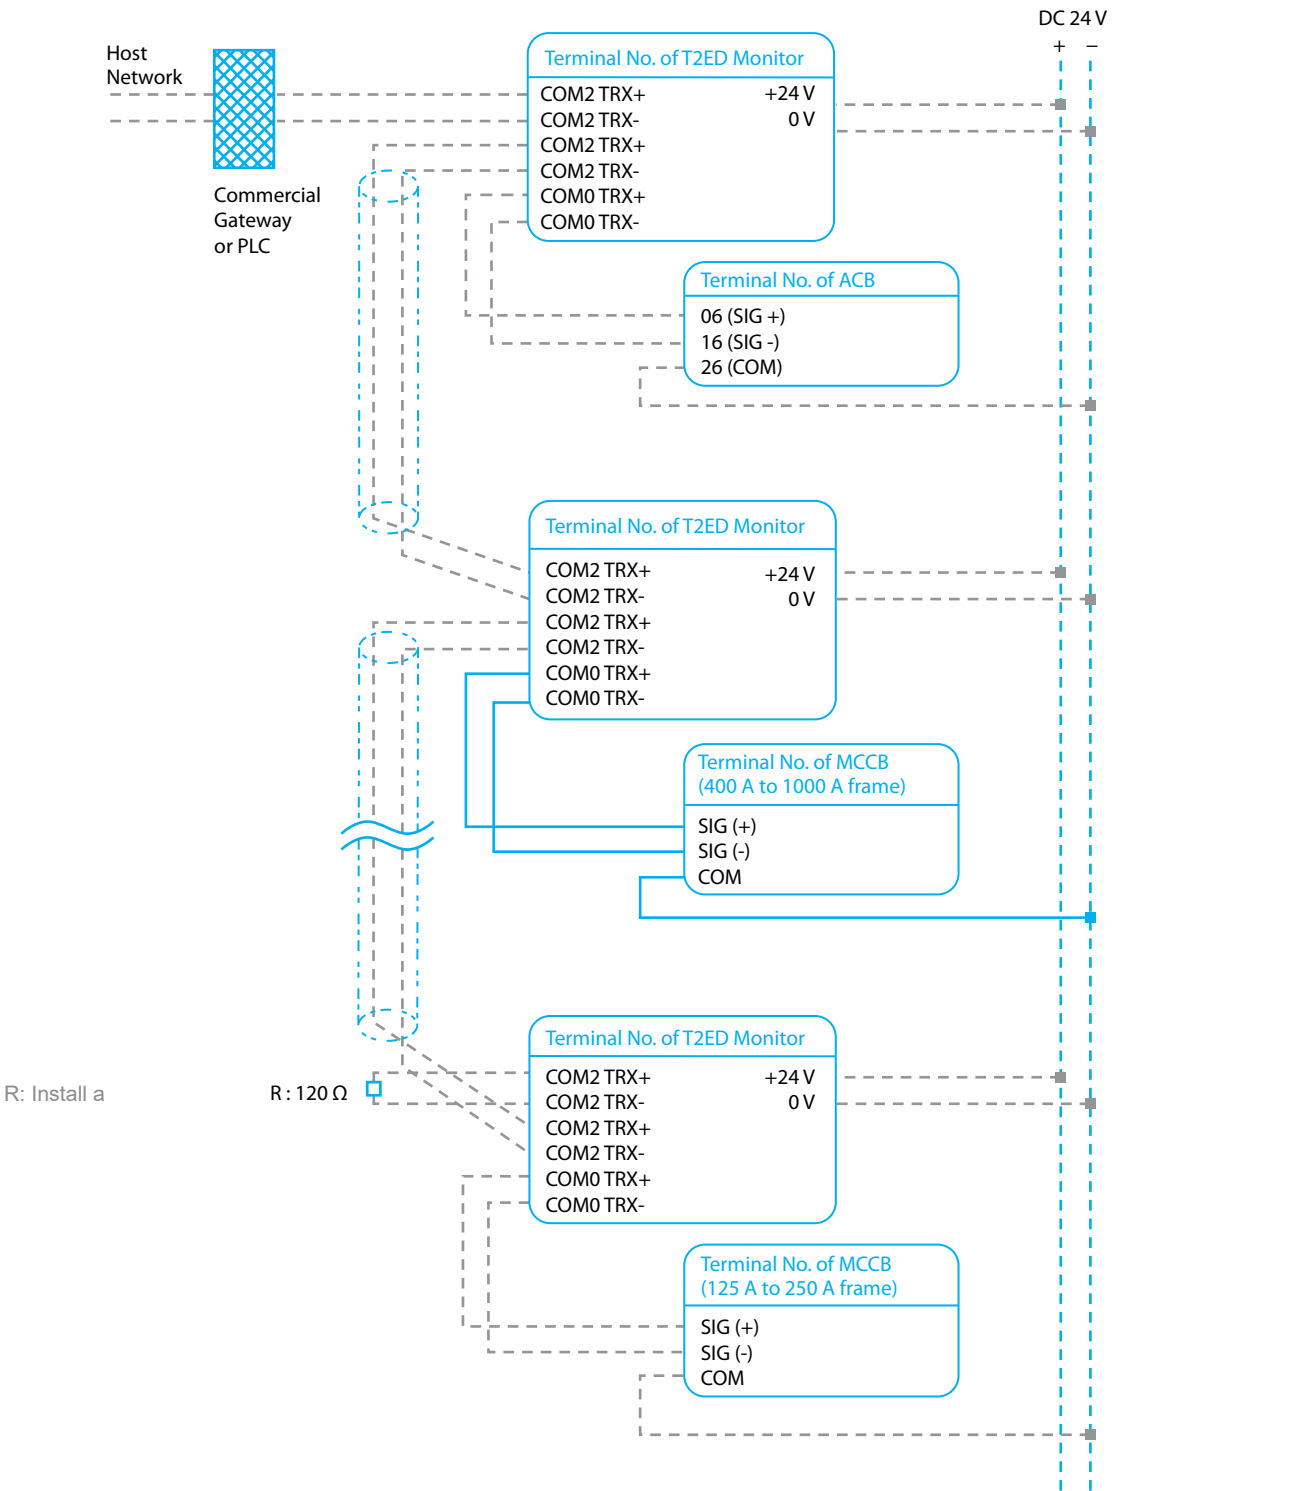 DC 24 V
+ −
Host
Network
Commercial
Gateway
or PLC
Terminal No. of T2ED Monitor
COM2 TRX+ +24 V
COM2 TRX- 0 V
COM2 TRX+
COM2 TRX-
COM0 TRX+
COM0 TRX-
Terminal No. of ACB
06 (SIG +)
16 (SIG -)
26 (COM)
Terminal No. of T2ED Monitor
COM2 TRX+ +24 V
COM2 TRX- 0 V
COM2 TRX+
COM2 TRX-
COM0 TRX+
COM0 TRX-
Terminal No. of MCCB
(400 A to 1000 A frame)
SIG (+)
SIG (-)
COM
R: Install a
R : 120 Ω
Terminal No. of T2ED Monitor
COM2 TRX+ +24 V
COM2 TRX- 0 V
COM2 TRX+
COM2 TRX-
COM0 TRX+
COM0 TRX-
Terminal No. of MCCB
(125 A to 250 A frame)
SIG (+)
SIG (-)
COM